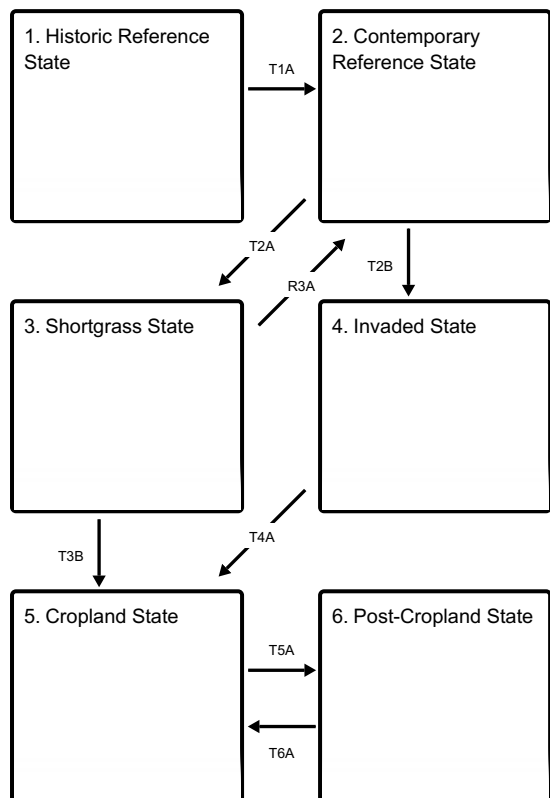 1. Historic Reference
State
T1A
2. Contemporary
Reference State
T2A
R3A
T2B
3. Shortgrass State
4. Invaded State
T3B
T4A
5. Cropland State
T5A
6. Post-Cropland State
T6A